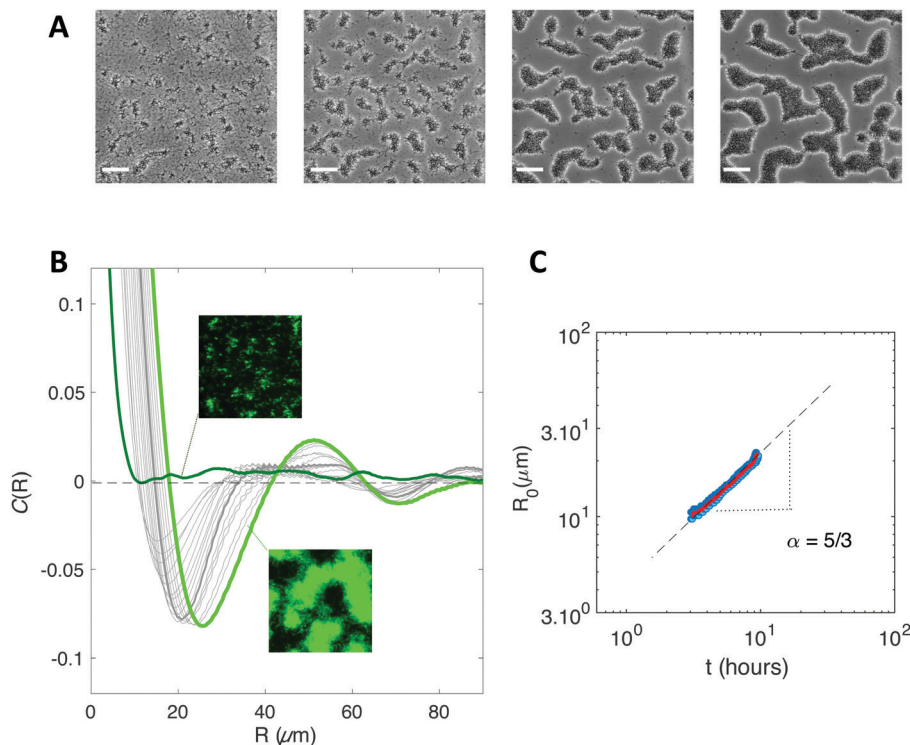 A
B
C
0.1
0.05
0
-0.05
-0.1
C(R)
0 20 40 60 80
R (μm)
10²
3.10¹
10¹
3.10⁰
R₀(μm)
α = 5/3
10⁰ 10¹ 10²
t (hours)